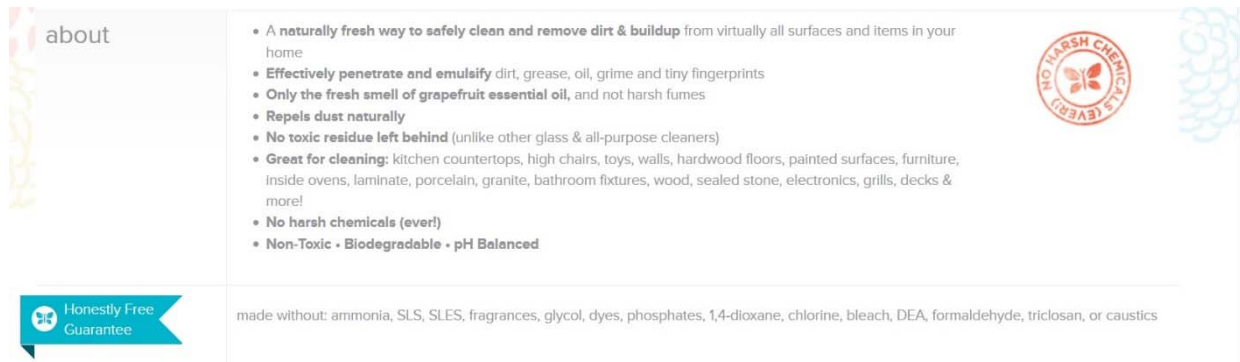 about
• A naturally fresh way to safely clean and remove dirt & buildup from virtually all surfaces and items in your
home
• Effectively penetrate and emulsify dirt, grease, oil, grime and tiny fingerprints
• Only the fresh smell of grapefruit essential oil, and not harsh fumes
• Repels dust naturally
• No toxic residue left behind (unlike other glass & all-purpose cleaners)
• Great for cleaning: kitchen countertops, high chairs, toys, walls, hardwood floors, painted surfaces, furniture,
inside ovens, laminate, porcelain, granite, bathroom fixtures, wood, sealed stone, electronics, grills, decks &
more!
• No harsh chemicals (ever!)
• Non-Toxic • Biodegradable • pH Balanced
NO HARSH CHEMICALS (EVER!)
Honestly Free
Guarantee
made without: ammonia, SLS, SLES, fragrances, glycol, dyes, phosphates, 1,4-dioxane, chlorine, bleach, DEA, formaldehyde, triclosan, or caustics